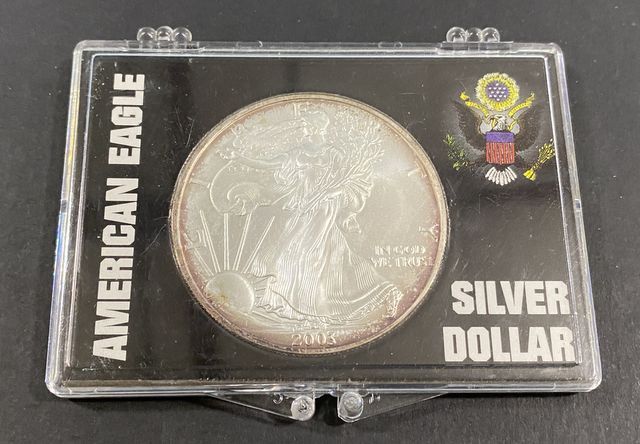 AMERICAN EAGLE
IN GOD
WE TRUST
2003
SILVER
DOLLAR